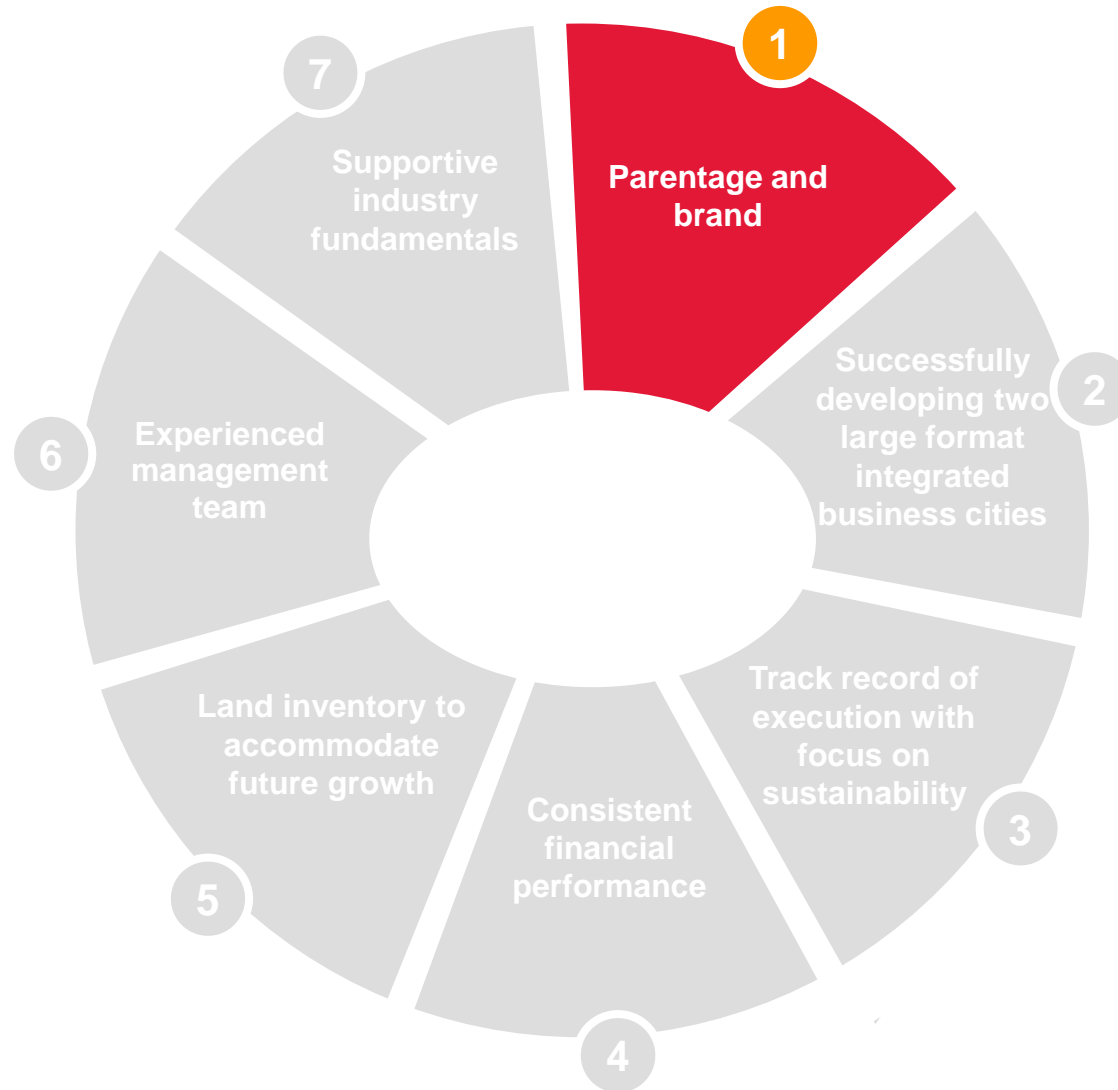 1
Parentage and
brand
2
Successfully
developing two
large format
integrated
business cities
3
Track record of
execution with
focus on
sustainability
4
Consistent
financial
performance
5
Land inventory to
accommodate
future growth
6
Experienced
management
team
7
Supportive
industry
fundamentals